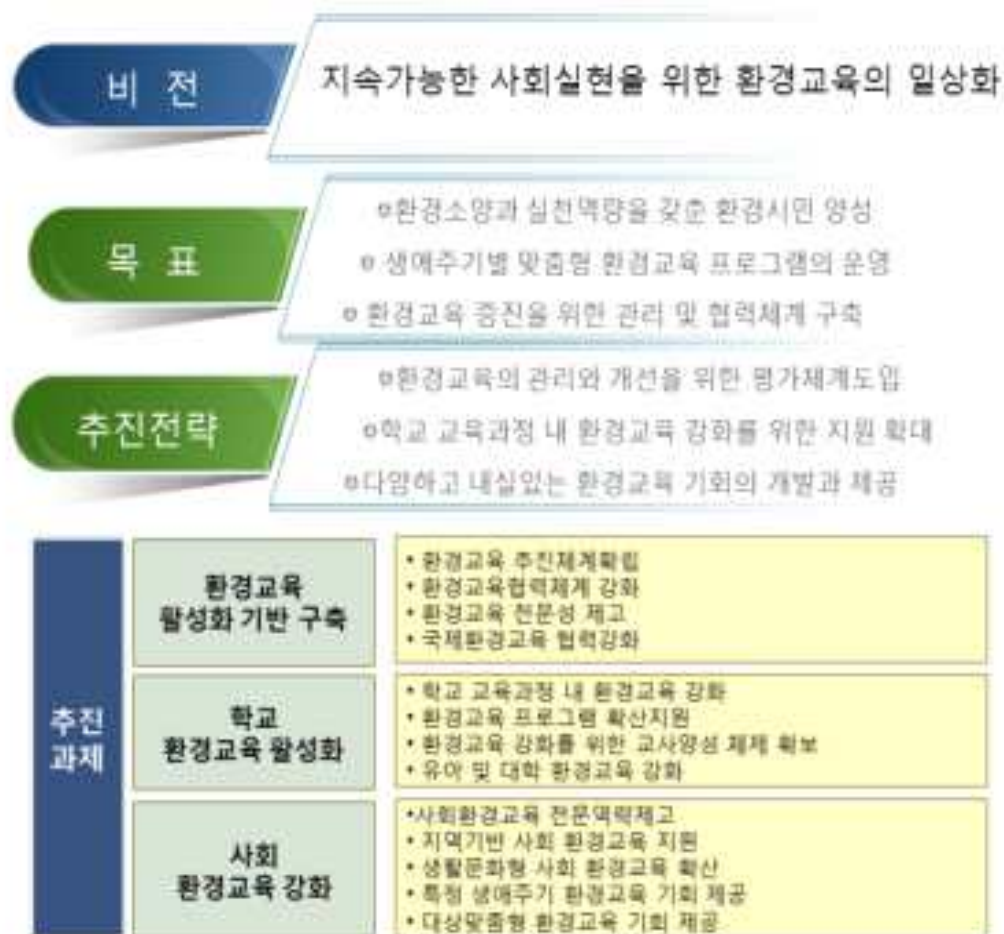 비 전
지속가능한 사회실현을 위한 환경교육의 일상화
목 표
환경소양과 실천역량을 갖춘 환경시민 양성
생애주기별 맞춤형 환경교육 프로그램의 운영
환경교육 증진을 위한 관리 및 협력체계 구축
추진전략
환경교육의 관리와 개선을 위한 평가체계도입
학교 교육과정 내 환경교육 강화를 위한 지원 확대
다양하고 내실있는 환경교육 기회의 개발과 제공
추진
과제
환경교육
활성화 기반 구축
• 환경교육 추진체계확립
• 환경교육협력체계 강화
• 환경교육 전문성 제고
• 국제환경교육 협력강화
학교
환경교육 활성화
• 학교 교육과정 내 환경교육 강화
• 환경교육 프로그램 확산지원
• 환경교육 강화를 위한 교사양성 체제 확보
• 유아 및 대학 환경교육 강화
사회
환경교육 강화
•사회환경교육 전문역력제고
• 지역기반 사회 환경교육 지원
• 생활문화형 사회 환경교육 확산
• 특정 생애주기 환경교육 기회 제공
• 대상맞춤형 환경교육 기회 제공